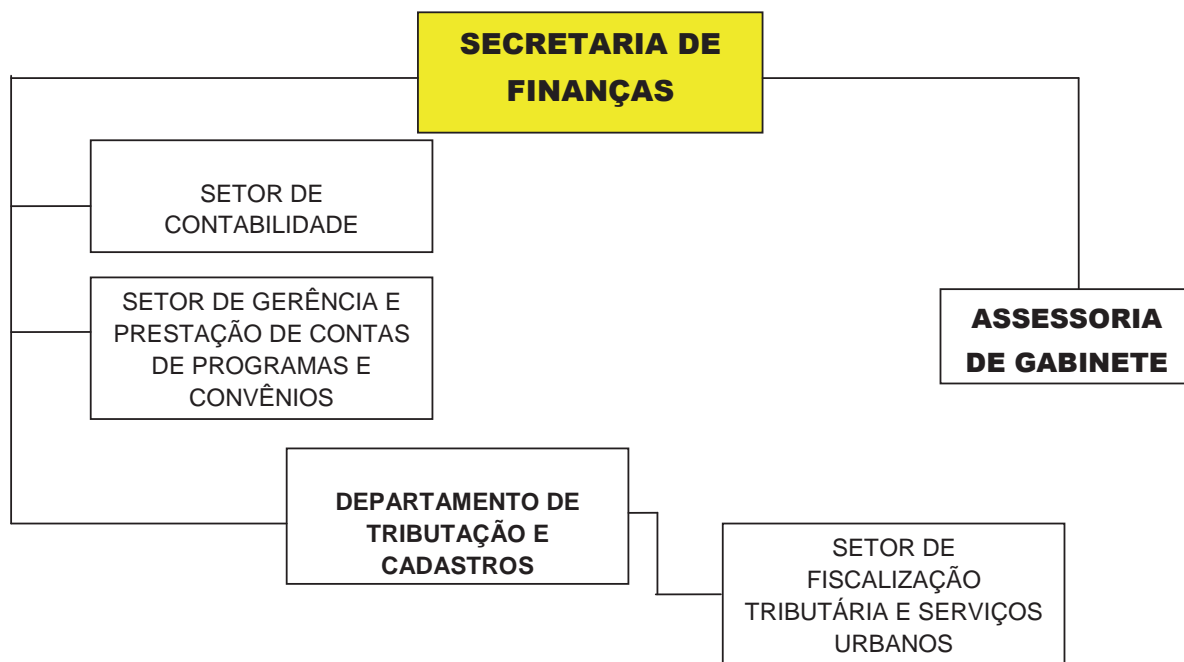 SECRETARIA DE
FINANÇAS
SETOR DE
CONTABILIDADE
SETOR DE GERÊNCIA E
PRESTAÇÃO DE CONTAS
DE PROGRAMAS E
CONVÊNIOS
ASSESSORIA
DE GABINETE
DEPARTAMENTO DE
TRIBUTAÇÃO E
CADASTROS
SETOR DE
FISCALIZAÇÃO
TRIBUTÁRIA E SERVIÇOS
URBANOS